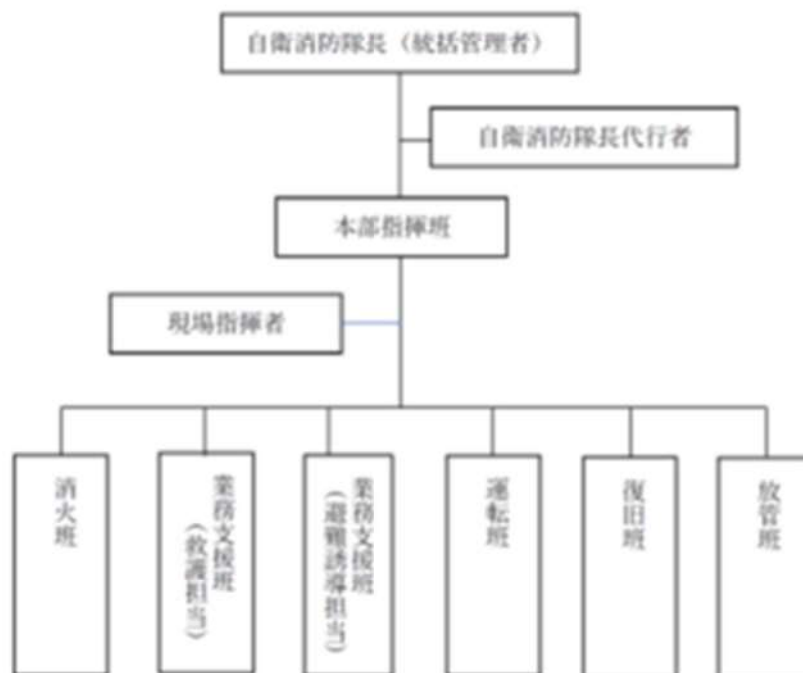 自衛消防隊長（統括管理者）
自衛消防隊長代行者
本部指揮班
現場指揮者
消火班
業務支援班
（救護担当）
業務支援班
（避難誘導担当）
運転班
復旧班
放管班